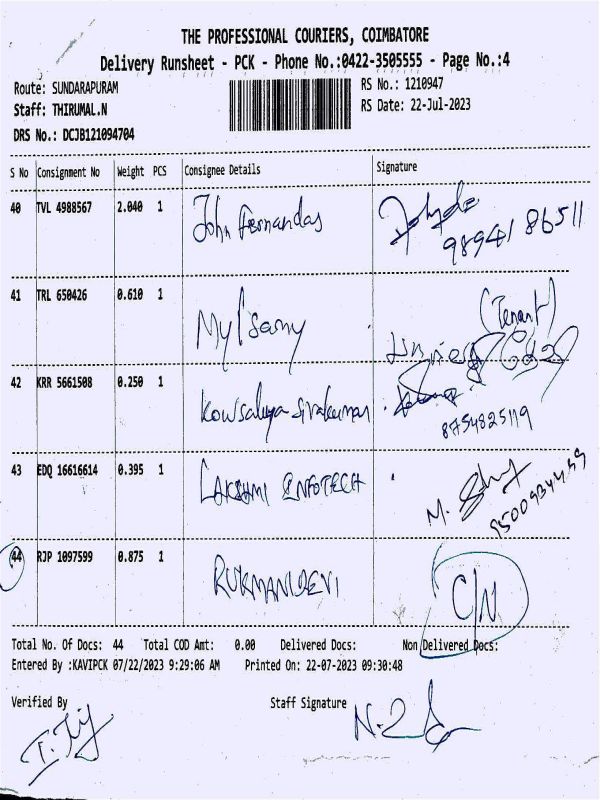 THE PROFESSIONAL COURIERS, COIMBATORE
Delivery Runsheet - PCK - Phone No.:0422-3505555 - Page No.:4
Route: SUNDARAPURAM RS No.: 1210947
Staff: THIRUMAL.N RS Date: 22-Jul-2023
DRS No.: DCJB121094704
S No Consignment No Weight PCS Consignee Details Signature
40 TVL 4988567 2.040 1 John Fernandas
98941 86511
41 TRL 650426 0.610 1 Mylsamy (Tenant)
42 KRR 5661508 0.250 1 Kowsalya Sivakumar
8754825119
43 EDQ 16616614 0.395 1 LAKSHMI INFOTECH M.
44 RJP 1097599 0.875 1 RUKMANIDEVI C/N
Total No. Of Docs: 44 Total COD Amt: 0.00 Delivered Docs: Non Delivered Docs:
Entered By :KAVIPCK 07/22/2023 9:29:06 AM Printed On: 22-07-2023 09:30:48
Verified By Staff Signature